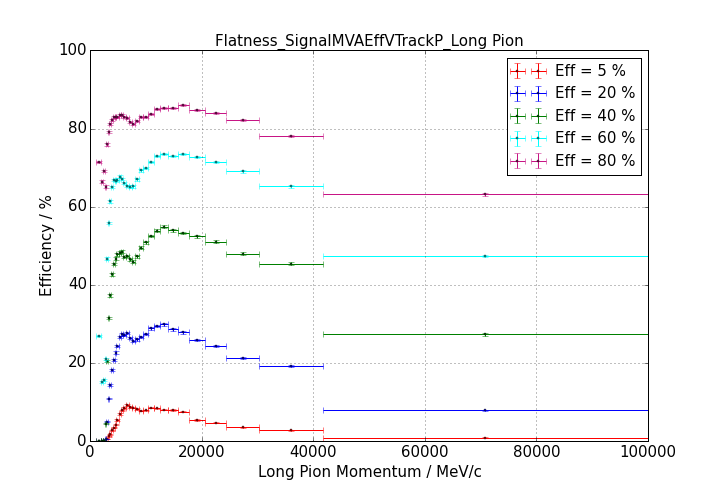 Flatness_SignalMVAEffVTrackP_Long Pion
Eff = 5 %
Eff = 20 %
Eff = 40 %
Eff = 60 %
Eff = 80 %
Efficiency / %
100
80
60
40
20
0
0 20000 40000 60000 80000 100000
Long Pion Momentum / MeV/c